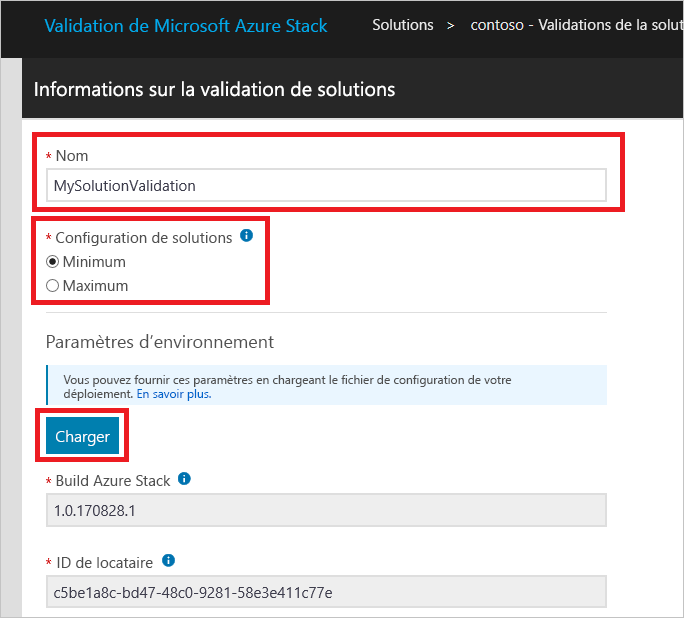 Validation de Microsoft Azure Stack Solutions > contoso - Validations de la
Informations sur la validation de solutions
* Nom
MySolutionValidation
* Configuration de solutions
Minimum
Maximum
Paramètres d’environnement
Vous pouvez fournir ces paramètres en chargeant le fichier de configuration de votre
déploiement. En savoir plus.
Charger
* Build Azure Stack
1.0.170828.1
* ID de locataire
c5be1a8c-bd47-48c0-9281-58e3e411c77e